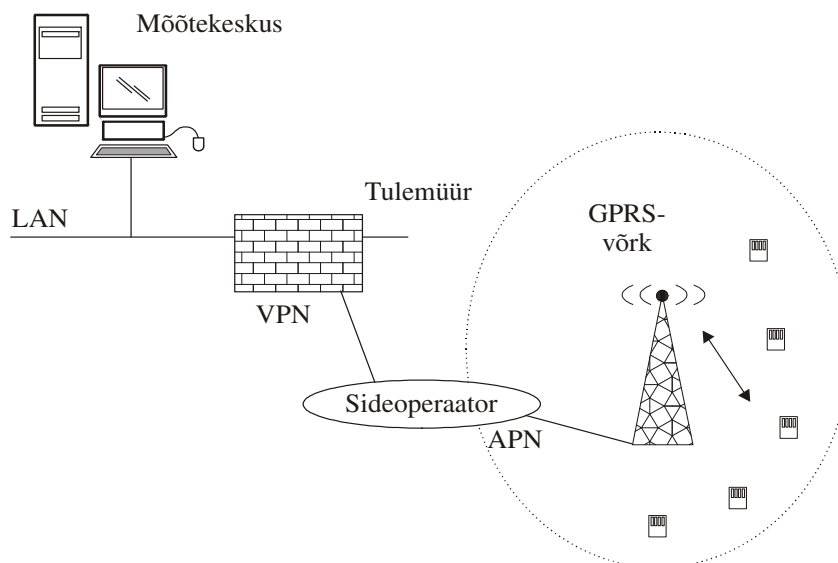 Mõõtekeskus
LAN
Tulemüür
VPN
GPRS-
võrk
Sideoperaator
APN